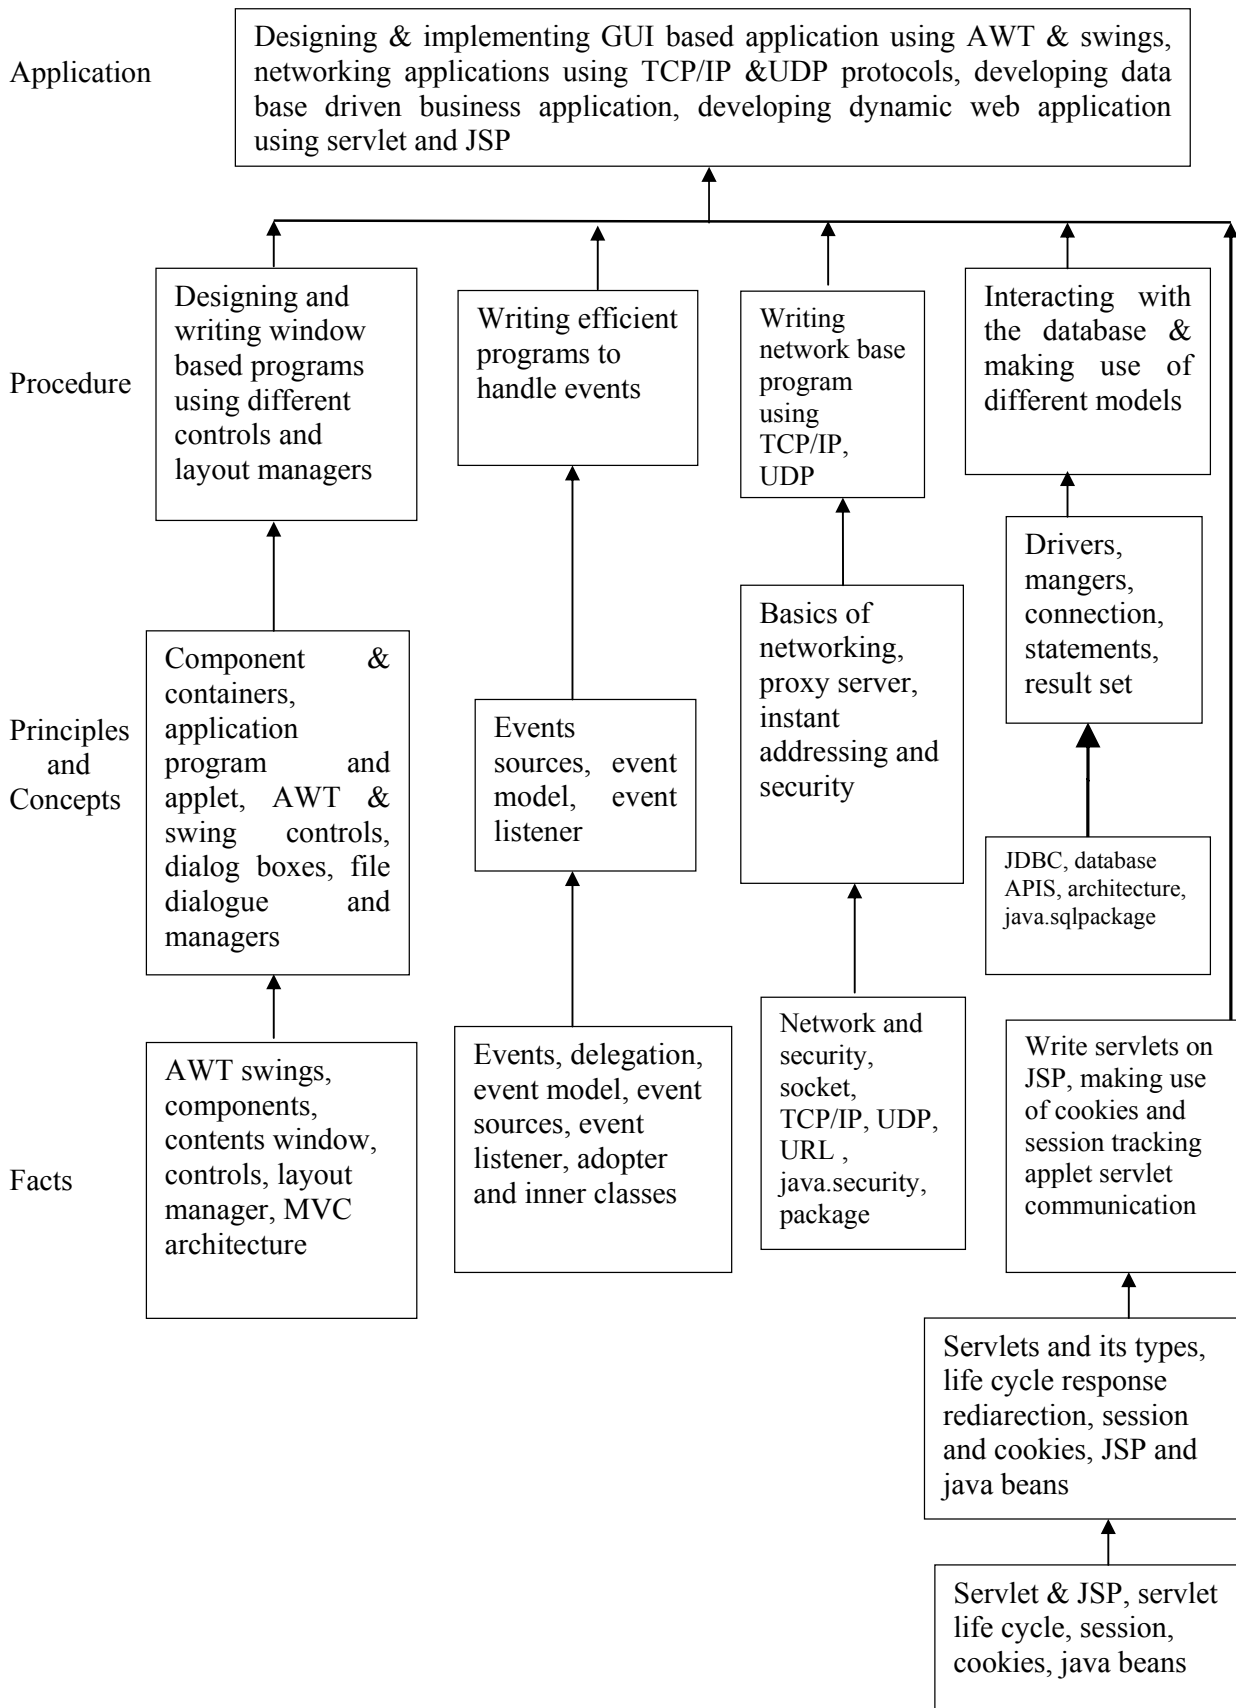 Application
Designing & implementing GUI based application using AWT & swings,
networking applications using TCP/IP &UDP protocols, developing data
base driven business application, developing dynamic web application
using servlet and JSP
Procedure
Designing and
writing window
based programs
using different
controls and
layout managers
Writing efficient
programs to
handle events
Writing
network base
program
using
TCP/IP,
UDP
Interacting with
the database &
making use of
different models
Principles
and
Concepts
Component &
containers,
application
program and
applet, AWT &
swing controls,
dialog boxes, file
dialogue and
managers
Events
sources, event
model, event
listener
Basics of
networking,
proxy server,
instant
addressing and
security
Drivers,
mangers,
connection,
statements,
result set
JDBC, database
APIS, architecture,
java.sqlpackage
Facts
AWT swings,
components,
contents window,
controls, layout
manager, MVC
architecture
Events, delegation,
event model, event
sources, event
listener, adopter
and inner classes
Network and
security,
socket,
TCP/IP, UDP,
URL ,
java.security,
package
Write servlets on
JSP, making use
of cookies and
session tracking
applet servlet
communication
Servlets and its types,
life cycle response
rediarection, session
and cookies, JSP and
java beans
Servlet & JSP, servlet
life cycle, session,
cookies, java beans